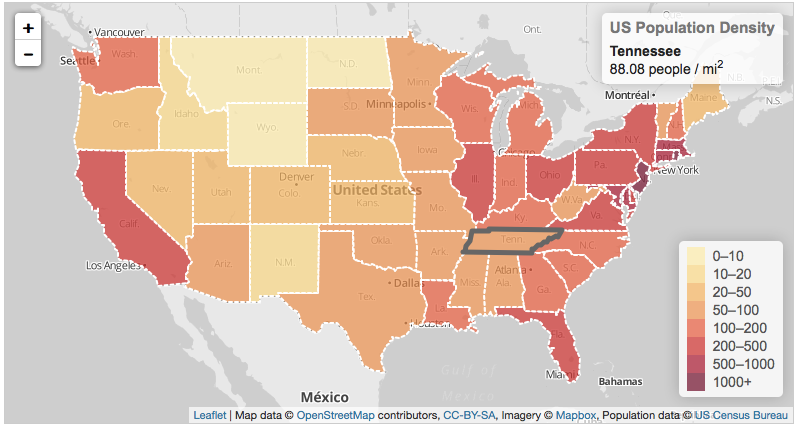 +
−
Vancouver
Seattle
Wash.
Ont.
US Population Density
Tennessee
88.08 people / mi²
N.B.
N.S.
Mont.
N.D.
Minn.
Montréal
Maine
Ore.
Idaho
Wyo.
S.D.
Minneapolis
Wis.
Mich.
N.Y.
N.H.
Chicago
New York
Nev.
Utah
Denver
Colo.
Nebr.
Iowa
Ill.
Ind.
Ohio
Pa.
United States
Kans.
Mo.
Ky.
W.Va.
Va.
Calif.
Los Angeles
Ariz.
N.M.
Okla.
Ark.
Tenn.
N.C.
S.C.
Atlanta
Tex.
Dallas
Miss.
Ala.
Ga.
La.
Houston
Fla.
Miami
Bahamas
Gulf of
Mexico
México
0–10
10–20
20–50
50–100
100–200
200–500
500–1000
1000+
Leaflet | Map data © OpenStreetMap contributors, CC-BY-SA, Imagery © Mapbox, Population data © US Census Bureau